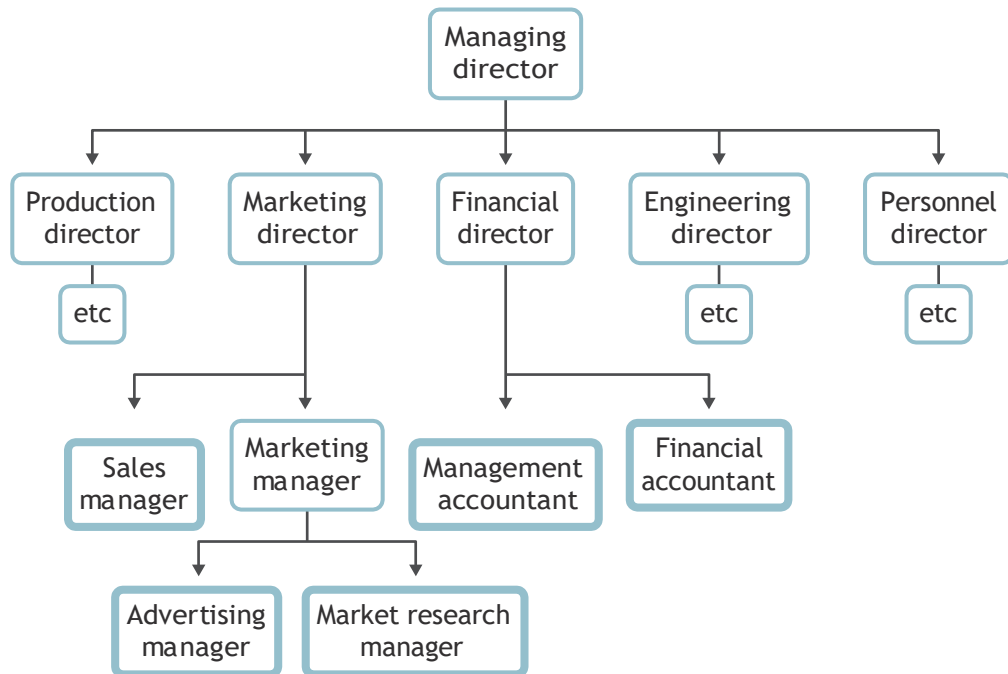 Managing
director
Production
director
Marketing
director
Financial
director
Engineering
director
Personnel
director
etc
etc
etc
Sales
manager
Marketing
manager
Management
accountant
Financial
accountant
Advertising
manager
Market research
manager